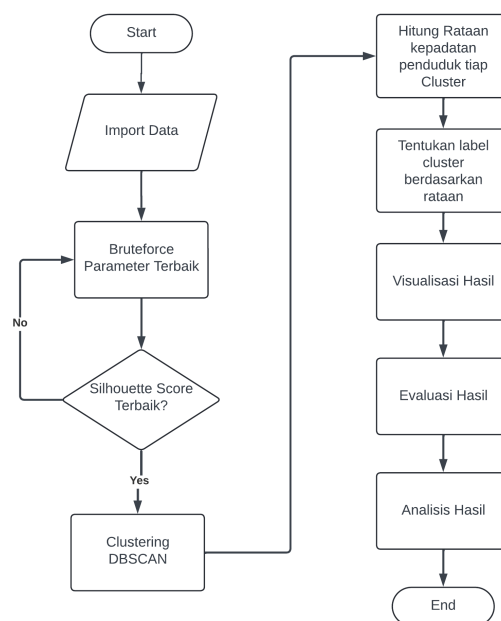 Start
Import Data
Bruteforce
Parameter Terbaik
No
Silhouette Score
Terbaik?
Yes
Clustering
DBSCAN
Hitung Rataan
kepadatan
penduduk tiap
Cluster
Tentukan label
cluster
berdasarkan
rataan
Visualisasi Hasil
Evaluasi Hasil
Analisis Hasil
End